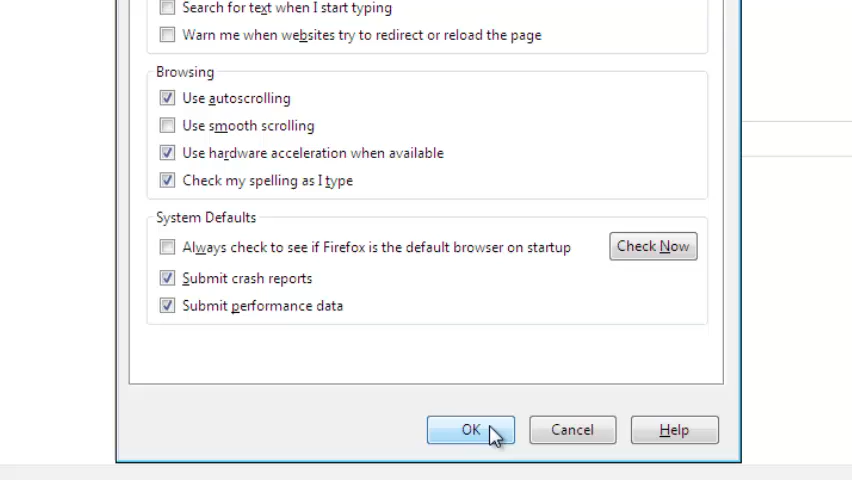 Search for text when I start typing
Warn me when websites try to redirect or reload the page
Browsing
Use autoscrolling
Use smooth scrolling
Use hardware acceleration when available
Check my spelling as I type
System Defaults
Always check to see if Firefox is the default browser on startup
Check Now
Submit crash reports
Submit performance data
OK Cancel Help